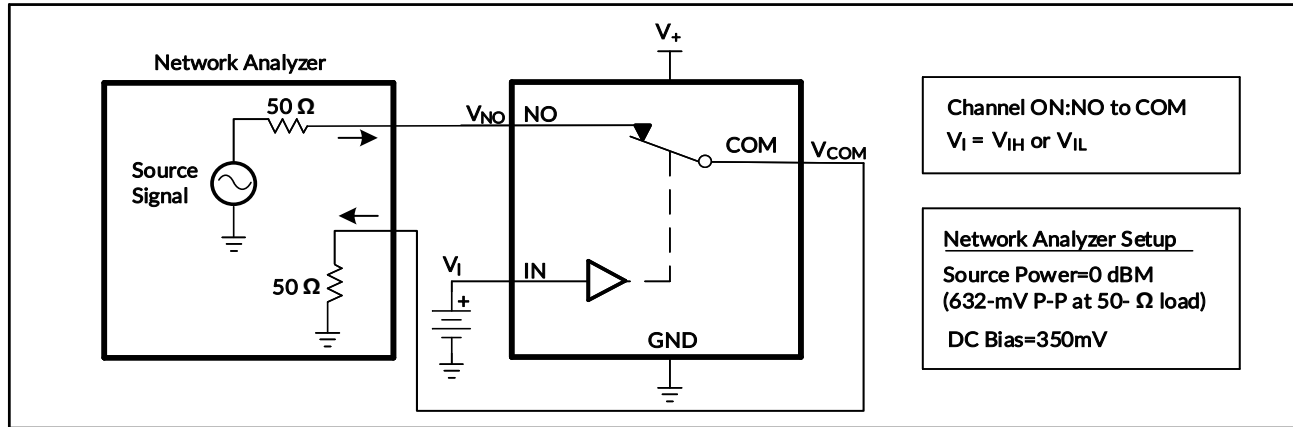 V+
Network Analyzer
50 Ω
VNO
NO
COM
VCOM
Source
Signal
50 Ω
VI
IN
+
GND
Channel ON:NO to COM
VI = VIH or VIL
Network Analyzer Setup
Source Power=0 dBM
(632-mV P-P at 50- Ω load)
DC Bias=350mV